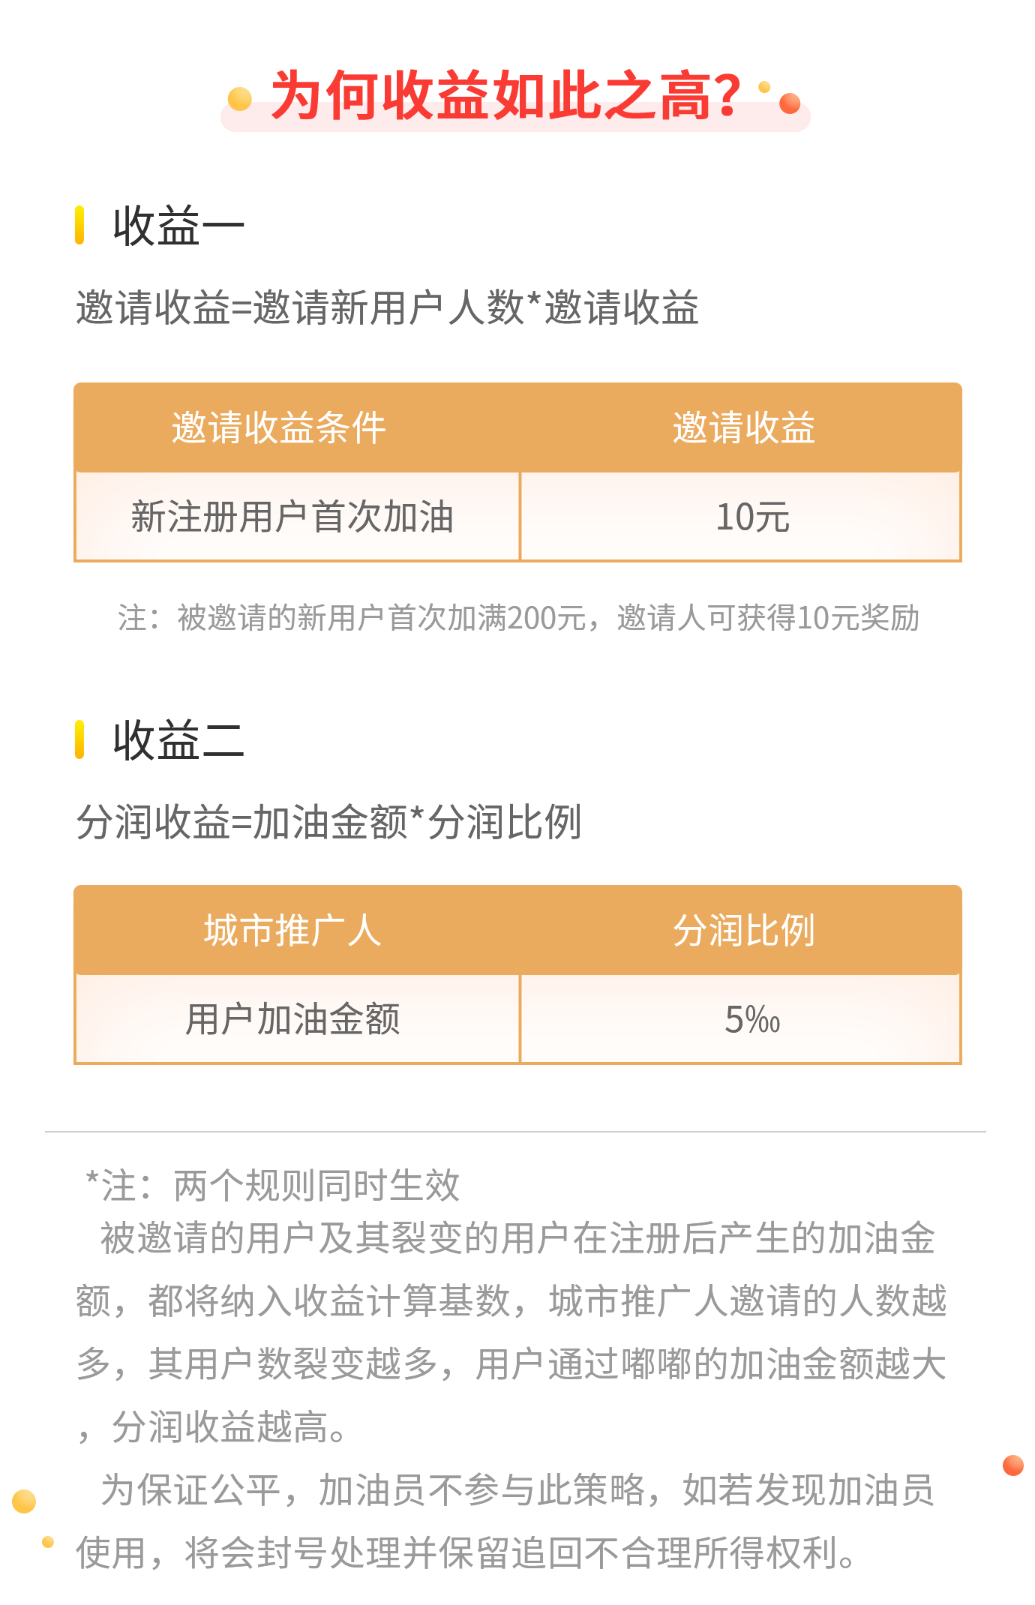 为何收益如此之高？
收益一
邀请收益=邀请新用户人数*邀请收益
邀请收益条件 邀请收益
新注册用户首次加油 10元
注：被邀请的新用户首次加满200元，邀请人可获得10元奖励
收益二
分润收益=加油金额*分润比例
城市推广人 分润比例
用户加油金额 5‰
*注：两个规则同时生效
被邀请的用户及其裂变的用户在注册后产生的加油金
额，都将纳入收益计算基数，城市推广人邀请的人数越
多，其用户数裂变越多，用户通过嘟嘟的加油金额越大
，分润收益越高。
为保证公平，加油员不参与此策略，如若发现加油员
使用，将会封号处理并保留追回不合理所得权利。